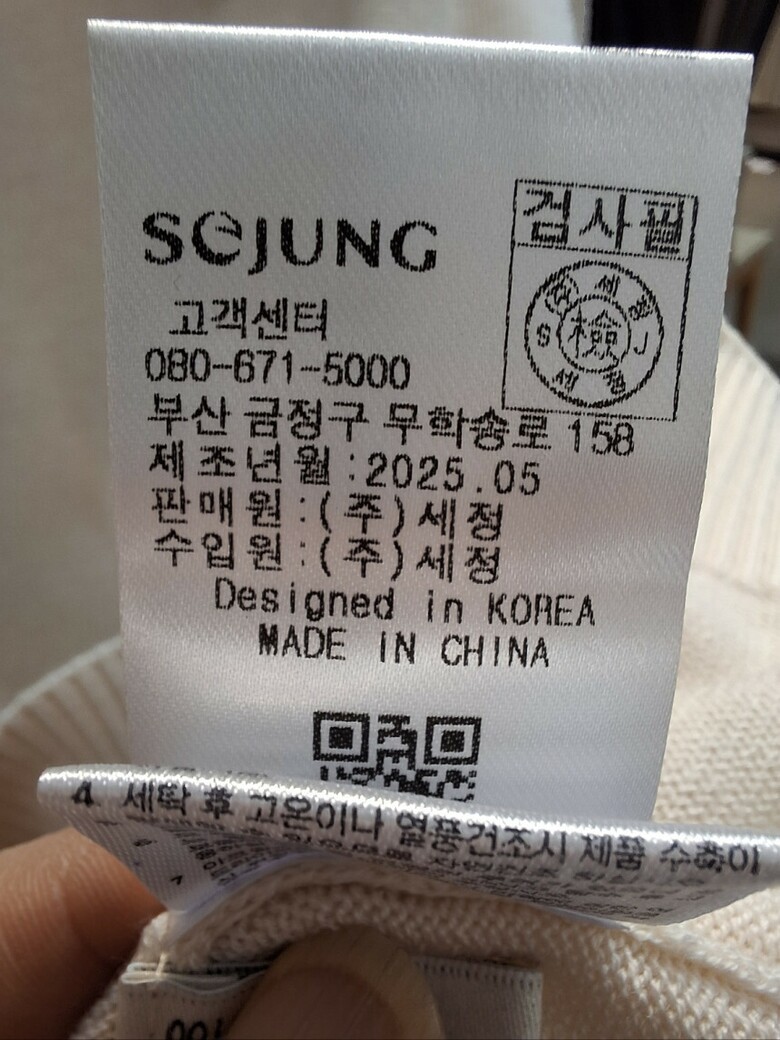 SEJUNG
검사필
세정
S 檢 J
세정
고객센터
080-671-5000
부산 금정구 무학송로 158
제조년월:2025.05
판매원:(주)세정
수입원:(주)세정
Designed in KOREA
MADE IN CHINA
4 세탁 후 고온이나 열풍건조시 제품 수축이
6
7